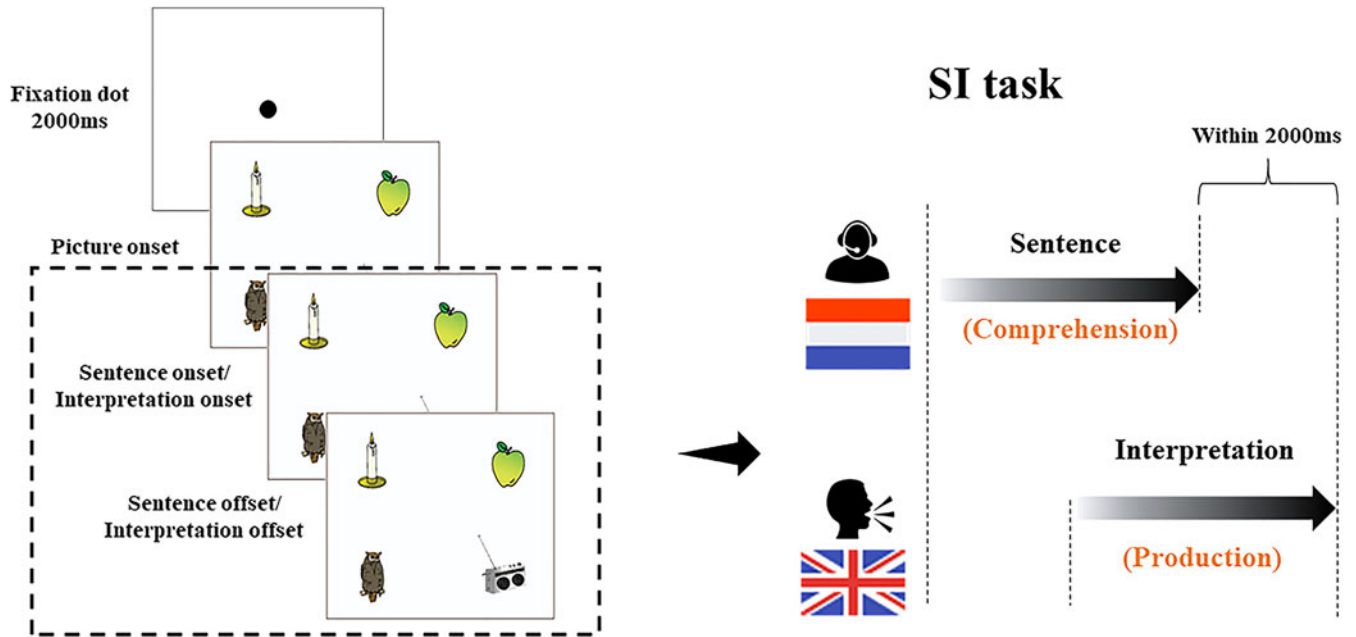 Fixation dot
2000ms
Picture onset
Sentence onset/
Interpretation onset
Sentence offset/
Interpretation offset
SI task
Within 2000ms
Sentence
(Comprehension)
Interpretation
(Production)